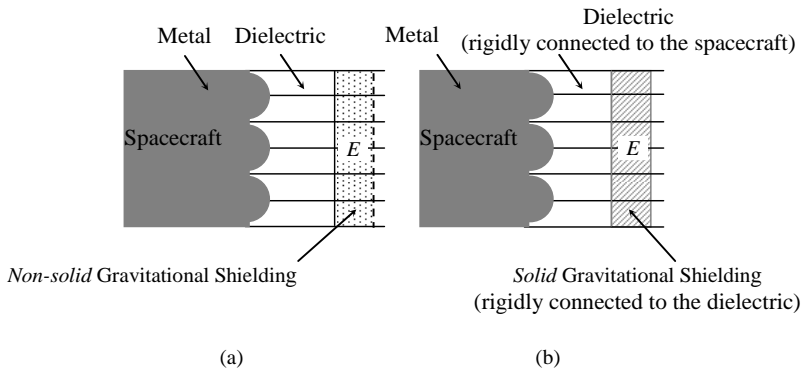 Metal
Dielectric
Spacecraft
E
Non-solid Gravitational Shielding
(a)
Dielectric
(rigidly connected to the spacecraft)
Metal
Spacecraft
E
Solid Gravitational Shielding
(rigidly connected to the dielectric)
(b)